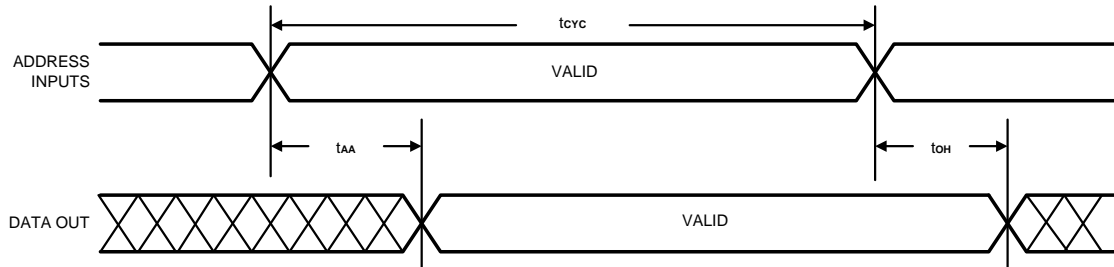 tCYC
ADDRESS
INPUTS
VALID
tAA
tOH
DATA OUT
VALID